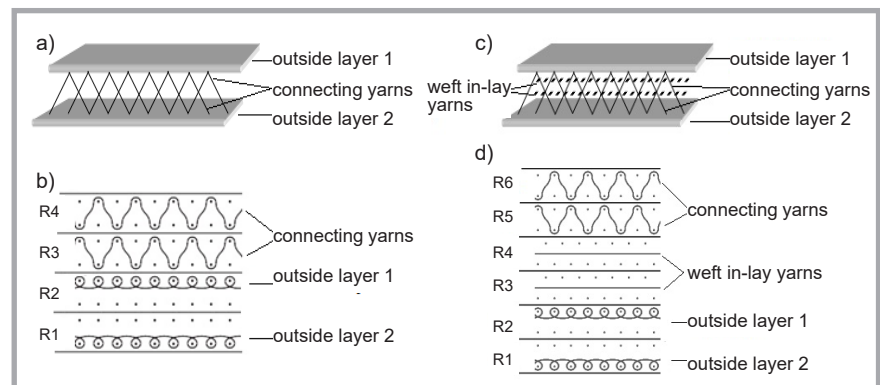 a)
outside layer 1
connecting yarns
outside layer 2
b)
R4
R3
connecting yarns
R2
outside layer 1
R1
outside layer 2
c)
outside layer 1
weft in-lay
yarns
connecting yarns
outside layer 2
d)
R6
R5
connecting yarns
R4
R3
weft in-lay yarns
R2
outside layer 1
R1
outside layer 2